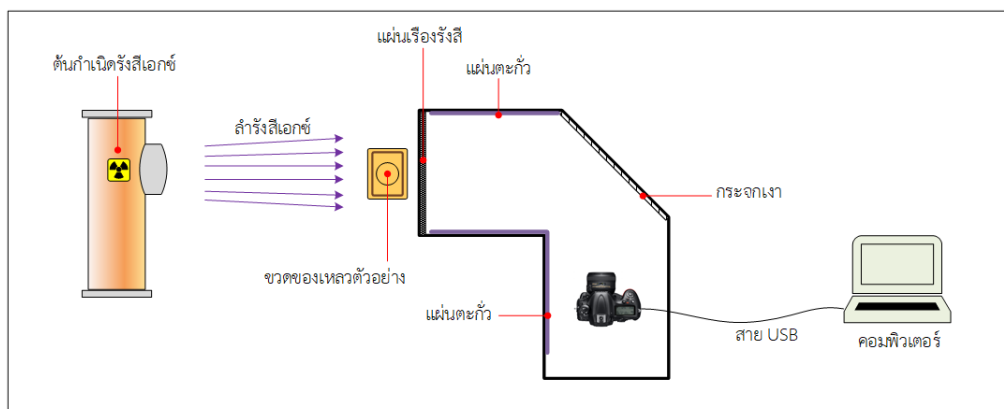 แผ่นเรืองรังสี
ต้นกำเนิดรังสีเอกซ์
แผ่นตะกั่ว
ลำรังสีเอกซ์
กระจกเงา
ขวดของเหลวตัวอย่าง
แผ่นตะกั่ว
สาย USB
คอมพิวเตอร์